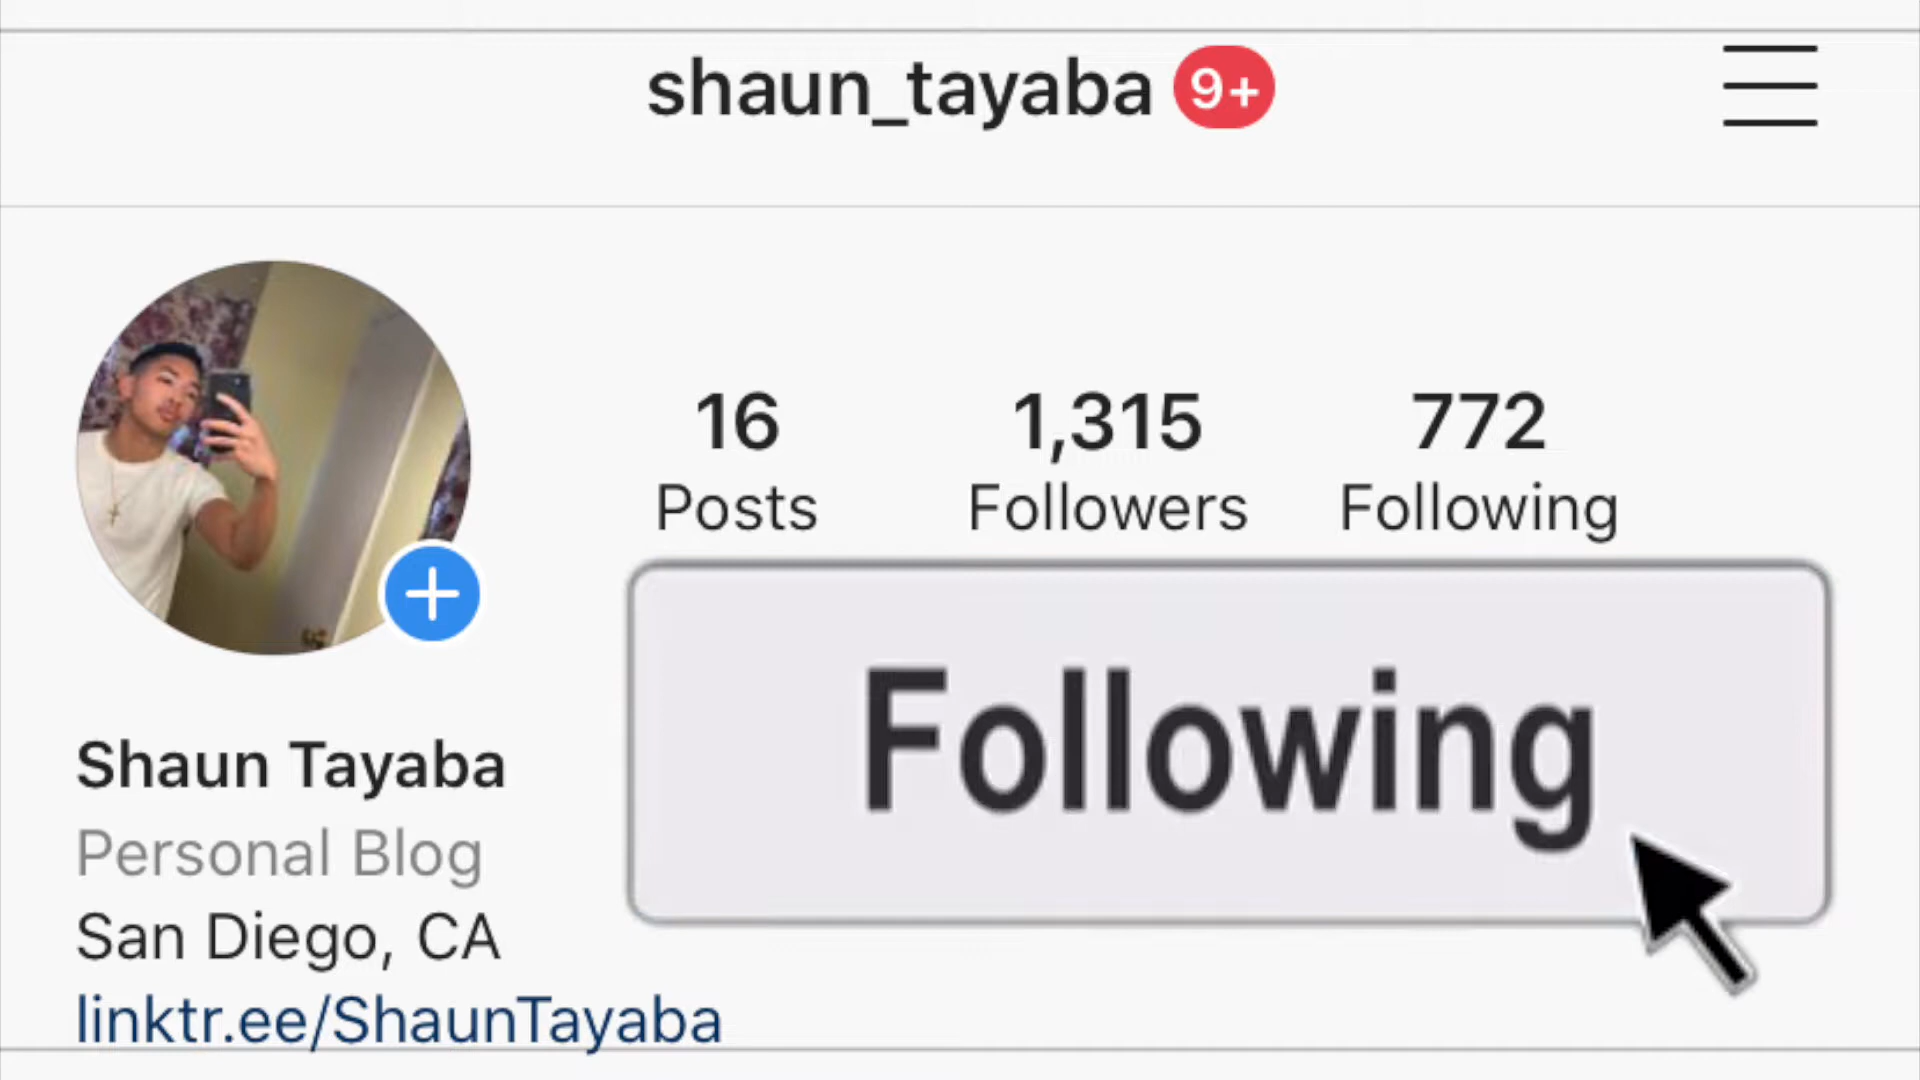 shaun_tayaba 9+
16 1,315 772
Posts Followers Following
Following
Shaun Tayaba
Personal Blog
San Diego, CA
linktr.ee/ShaunTayaba